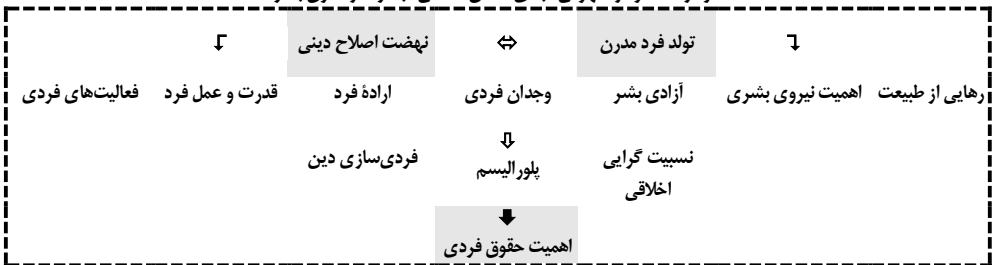 تولد فرد مدرن ⇔ نهضت اصلاح دینی
رهایی از طبیعت اهمیت نیروی بشری آزادی بشر وجدان فردی ارادهٔ فرد قدرت و عمل فرد فعالیت‌های فردی
نسبیت گرایی
اخلاقی
پلورالیسم
فردی‌سازی دین
اهمیت حقوق فردی